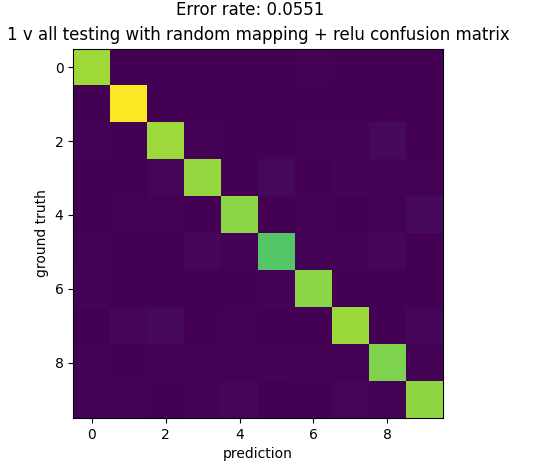 Error rate: 0.0551
1 v all testing with random mapping + relu confusion matrix
0
2
4
6
8
ground truth
0 2 4 6 8
prediction